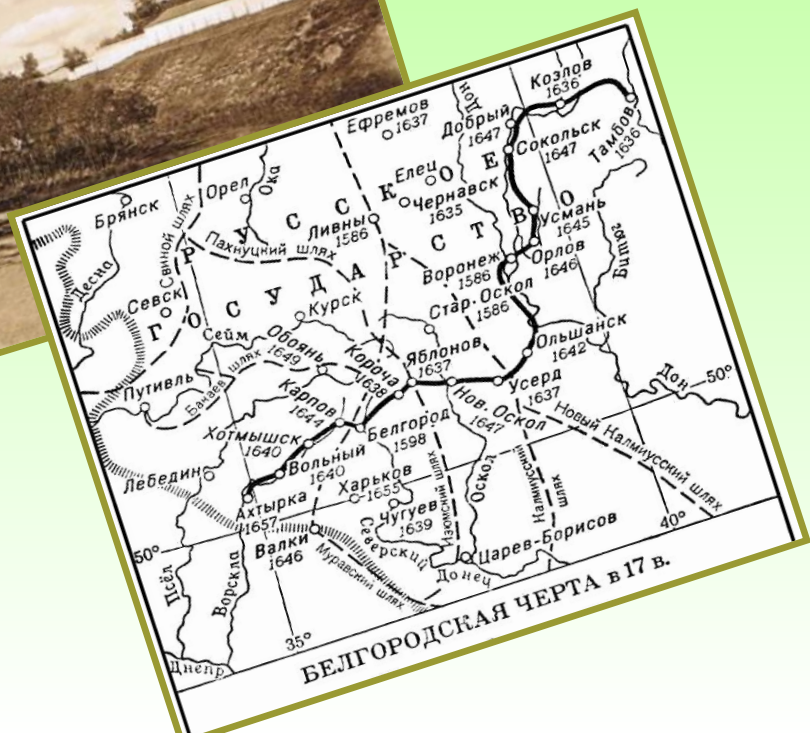 Козлов
1636
Ефремов
1637
Дон
Добрый
1647
Тамбов
1636
Сокольск
1647
Елец
Чернавск
1635
Орел
Ока
Брянск
Свиной шлях
Десна
РУССКОЕ
ГОСУДАРСТВО
Ливны
1586
Пахнуцкий шлях
Усмань
1645
Орлов
1646
Битюг
Воронеж
1586
Стар. Оскол
1586
Севск
Курск
Сейм
Обоянь
1649
Короча
1638
Яблонов
1637
Ольшанск
1642
Усерд
1637
Дон
50°
Путивль
Бакаев шлях
Карпов
1644
Нов. Оскол
1647
Новый Калмиусский шлях
Хотмышск
1640
Белгород
1598
Вольный
1640
Лебедин
Харьков
1655
Ахтырка
1657
Чугуев
1639
Изюмский шлях
Оскол
Калмиусский шлях
Валки
1646
Северский Донец
Царев-Борисов
40°
50°
Псёл
Ворскла
Муравский шлях
35°
Днепр
БЕЛГОРОДСКАЯ ЧЕРТА в 17 в.